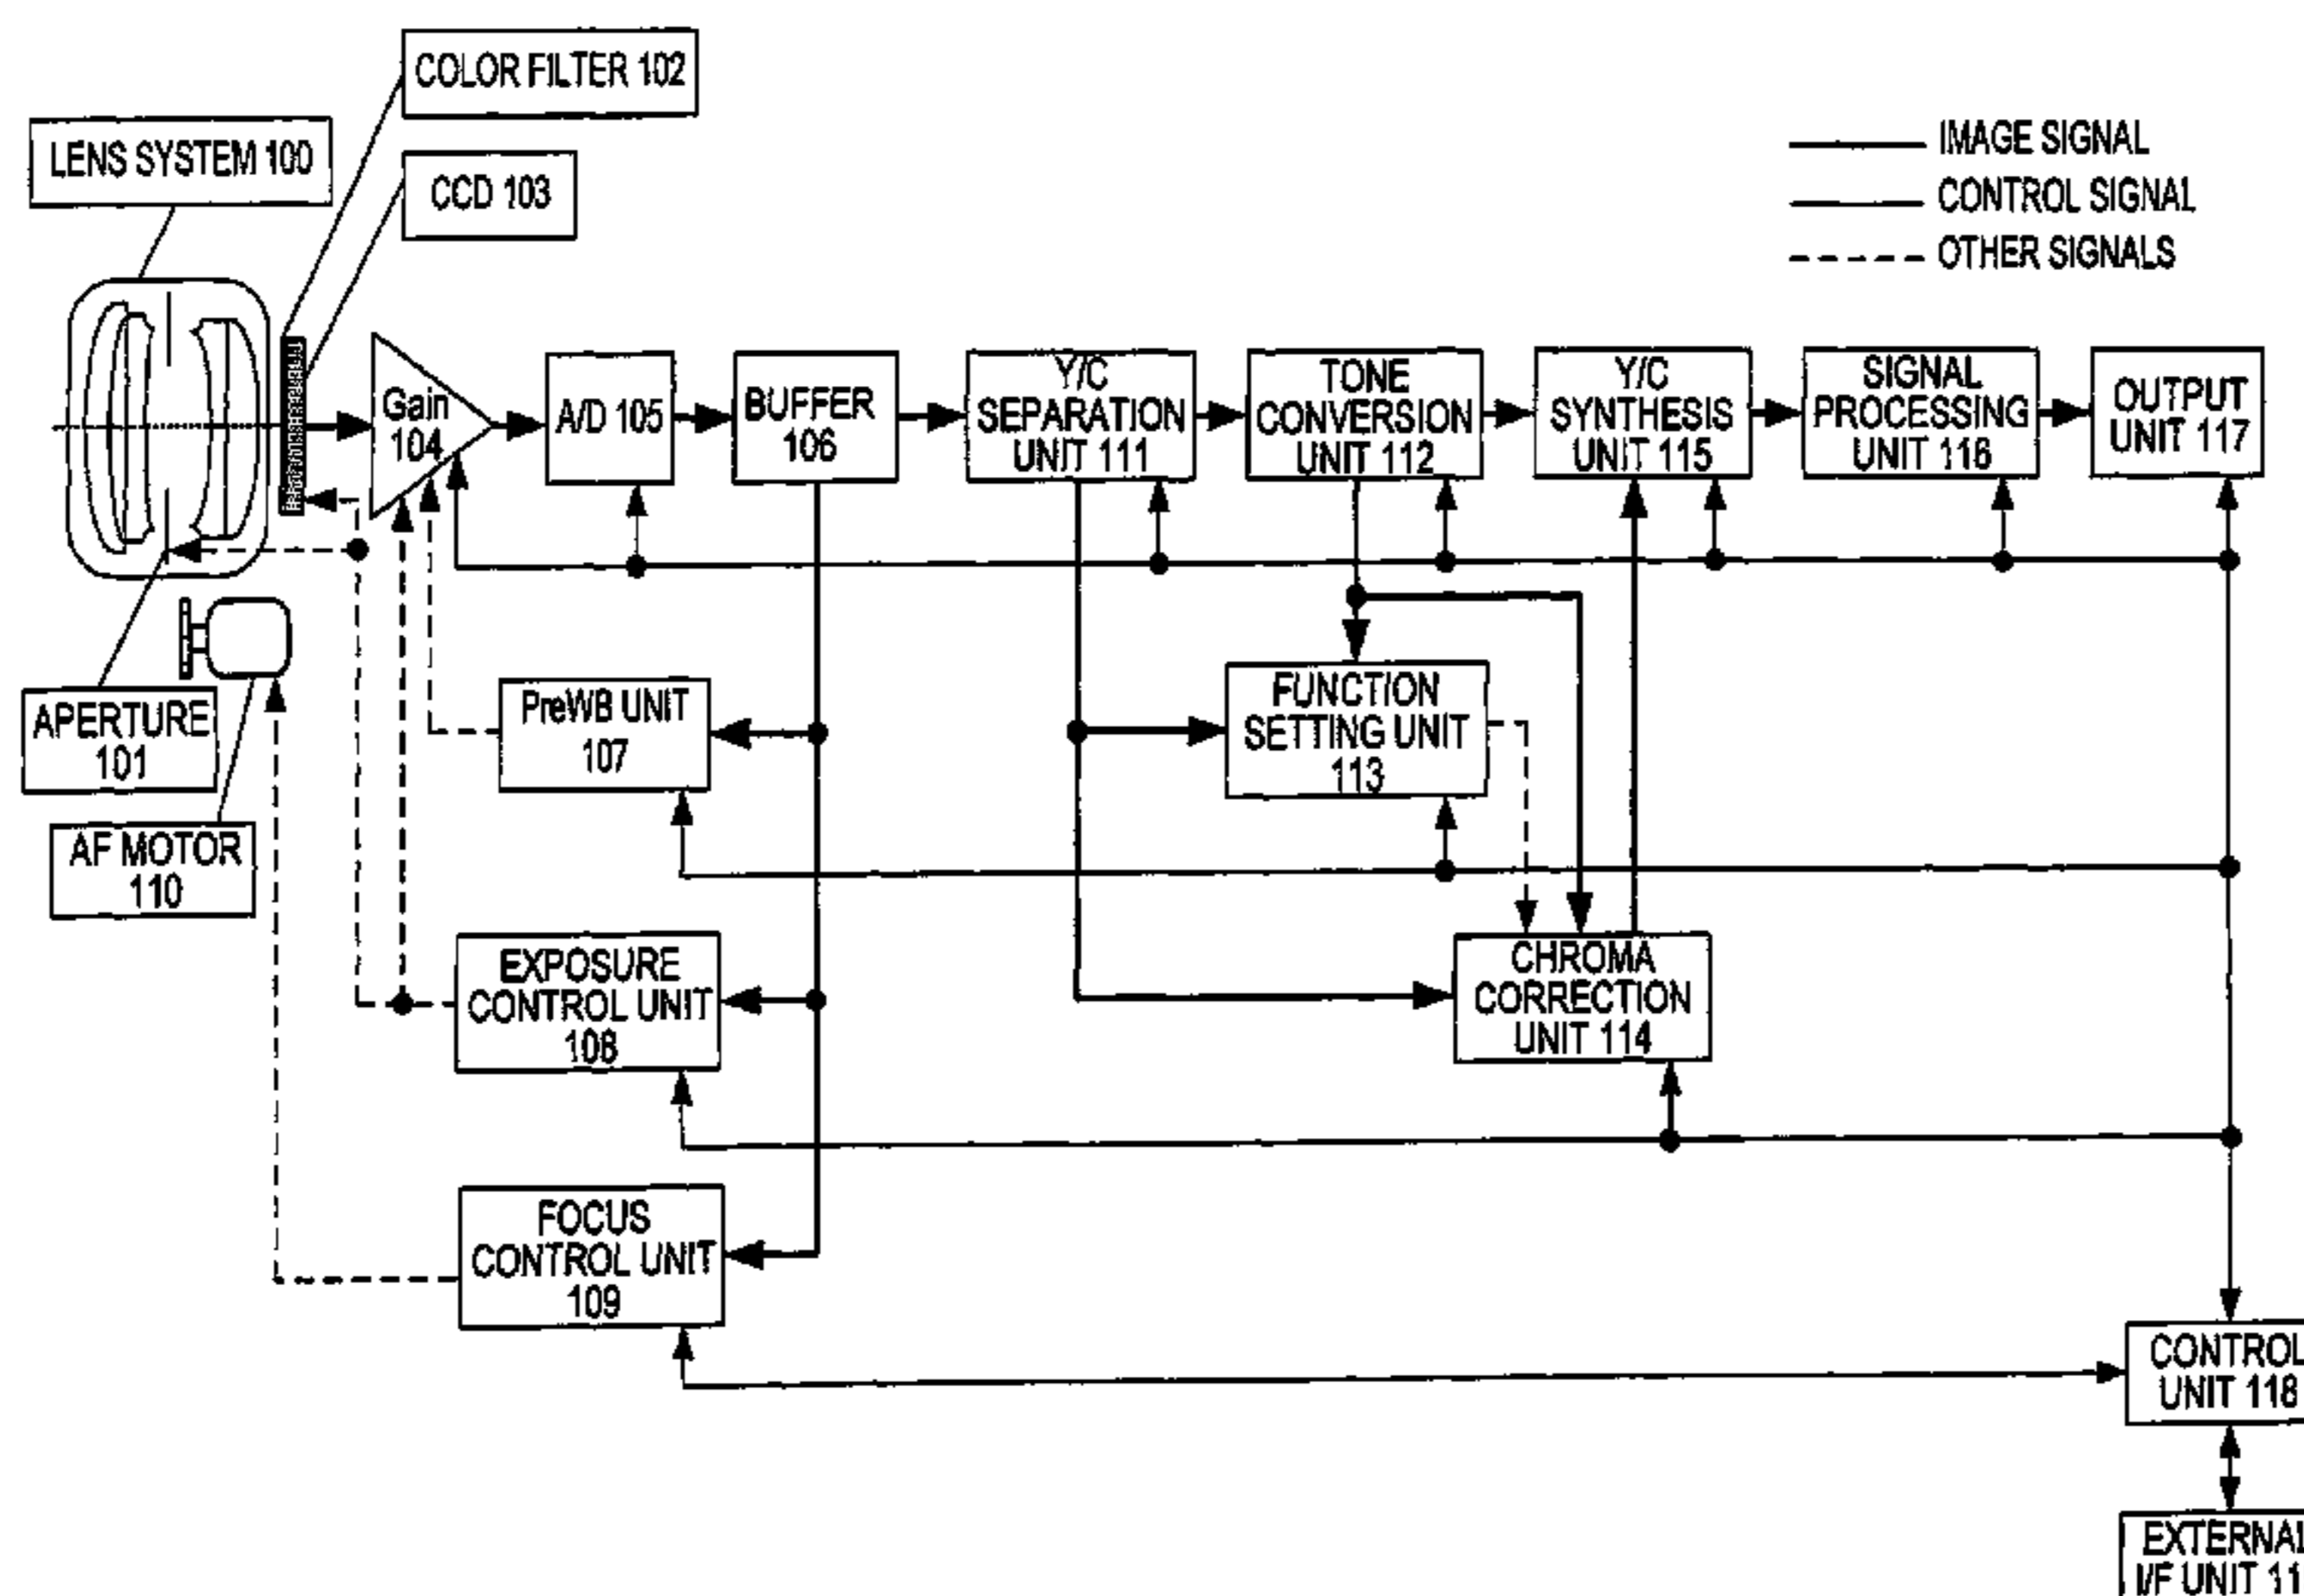 COLOR FILTER 102
LENS SYSTEM 100
CCD 103
IMAGE SIGNAL
CONTROL SIGNAL
OTHER SIGNALS
Gain
104
A/D 105
BUFFER
106
Y/C
SEPARATION
UNIT 111
TONE
CONVERSION
UNIT 112
Y/C
SYNTHESIS
UNIT 115
SIGNAL
PROCESSING
UNIT 116
OUTPUT
UNIT 117
APERTURE
101
AF MOTOR
110
PreWB UNIT
107
FUNCTION
SETTING UNIT
113
EXPOSURE
CONTROL UNIT
108
CHROMA
CORRECTION
UNIT 114
FOCUS
CONTROL UNIT
109
CONTROL
UNIT 118
EXTERNAL
I/F UNIT 11